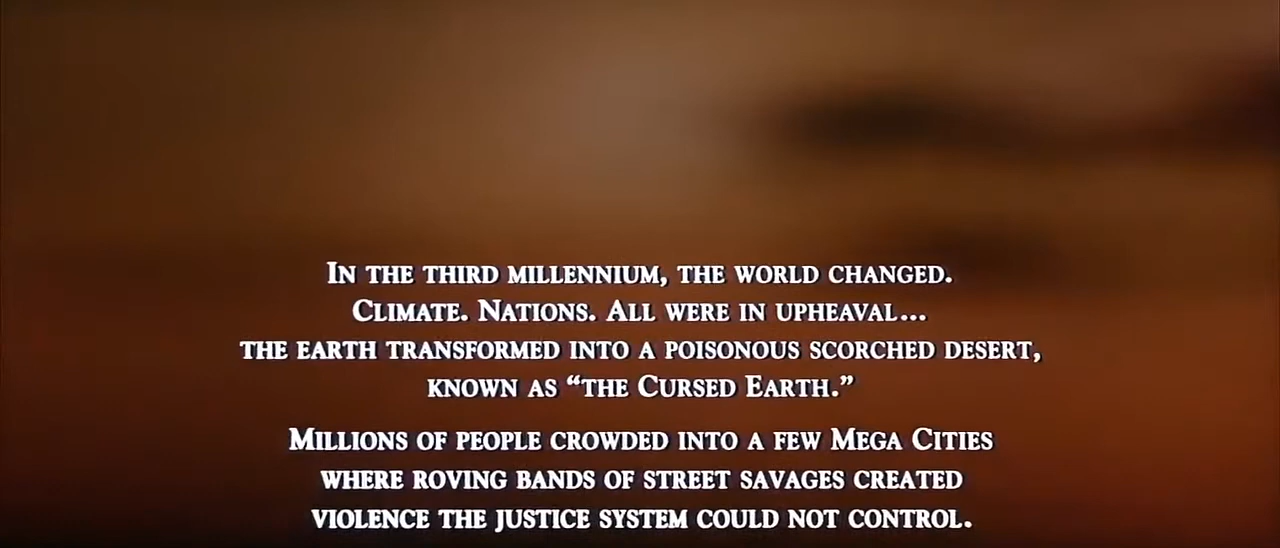 In the third millennium, the world changed.
Climate. Nations. All were in upheaval...
the earth transformed into a poisonous scorched desert,
known as “the Cursed Earth.”
Millions of people crowded into a few Mega Cities
where roving bands of street savages created
violence the justice system could not control.